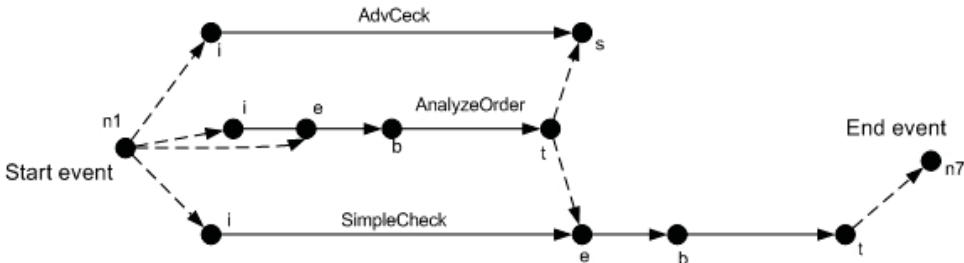 AdvCeck
i
s
n1
i
e
AnalyzeOrder
b
t
End event
n7
Start event
i
SimpleCheck
e
b
t